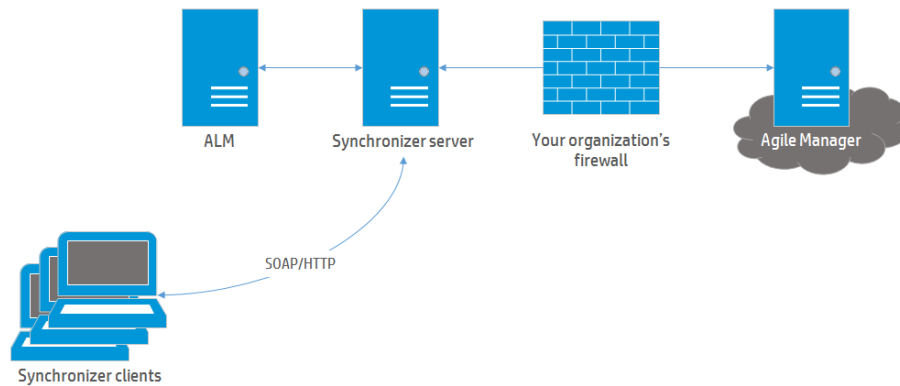 ALM
Synchronizer server
Your organization's
firewall
Agile Manager
SOAP/HTTP
Synchronizer clients